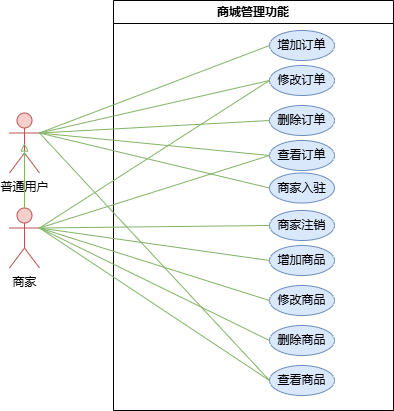 商城管理功能
增加订单
修改订单
删除订单
查看订单
普通用户
商家入驻
商家注销
增加商品
商家
修改商品
删除商品
查看商品